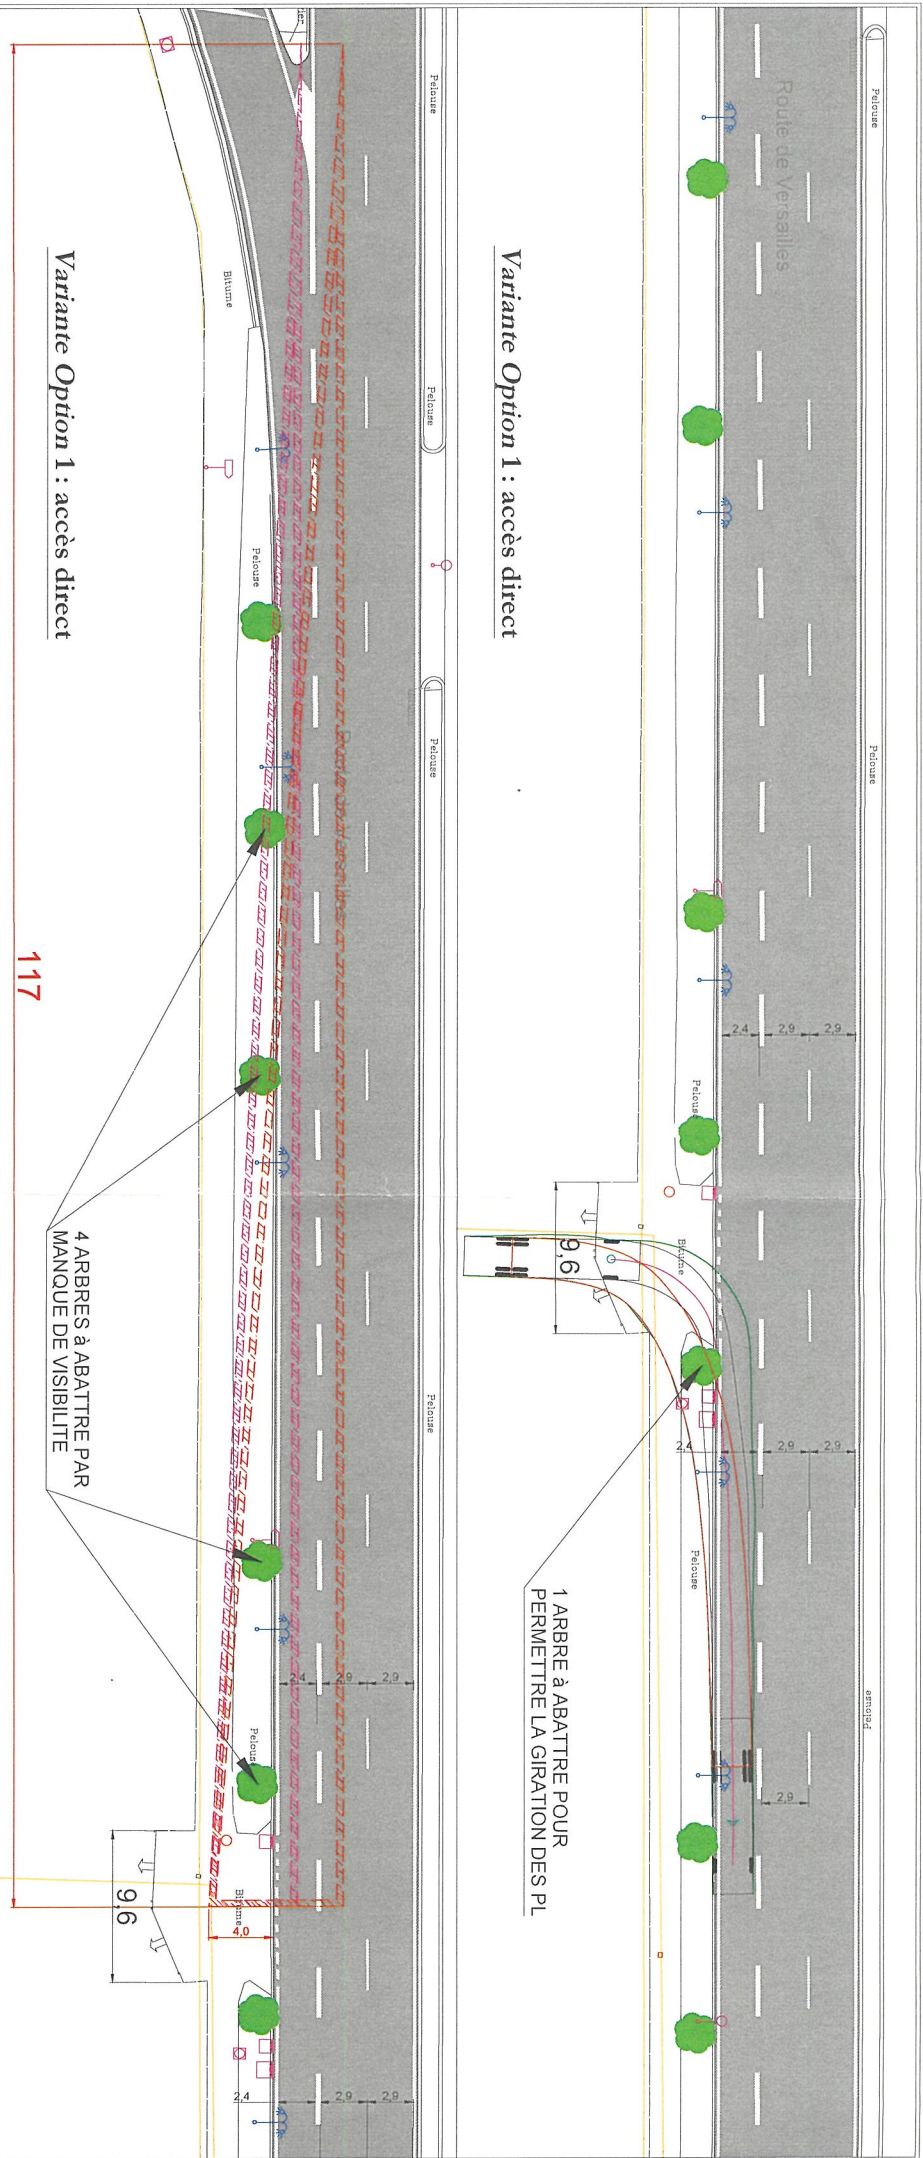 Pelouse
Route de Versailles
Pelouse
Pelouse
2,4
2,9
2,9
9,6
Bitume
2,4
2,9
2,9
Pelouse
Pelouse
2,9
Variante Option 1 : accès direct
1 ARBRE à ABATTRE POUR
PERMETTRE LA GIRATION DES PL
Pelouse
Pelouse
Pelouse
Pelouse
Bitume
Pelouse
2,4
2,9
2,9
Pelouse
Bitume
4,0
9,6
2,4
2,9
2,9
Variante Option 1 : accès direct
4 ARBRES à ABATTRE PAR
MANQUE DE VISIBILITE
117